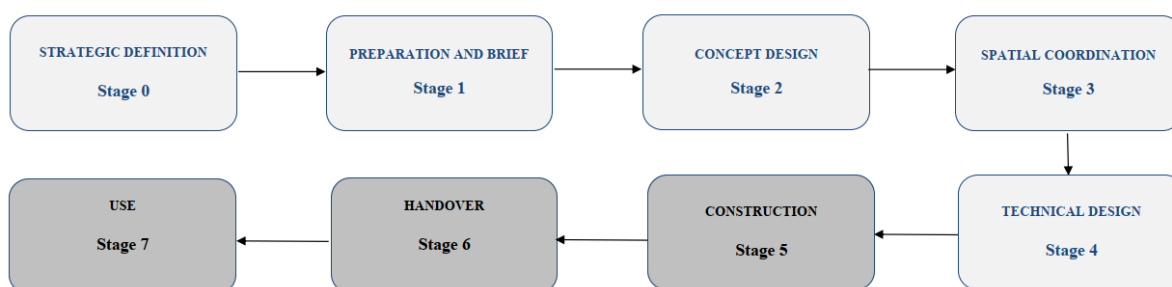 STRATEGIC DEFINITION
Stage 0
PREPARATION AND BRIEF
Stage 1
CONCEPT DESIGN
Stage 2
SPATIAL COORDINATION
Stage 3
TECHNICAL DESIGN
Stage 4
CONSTRUCTION
Stage 5
HANDOVER
Stage 6
USE
Stage 7